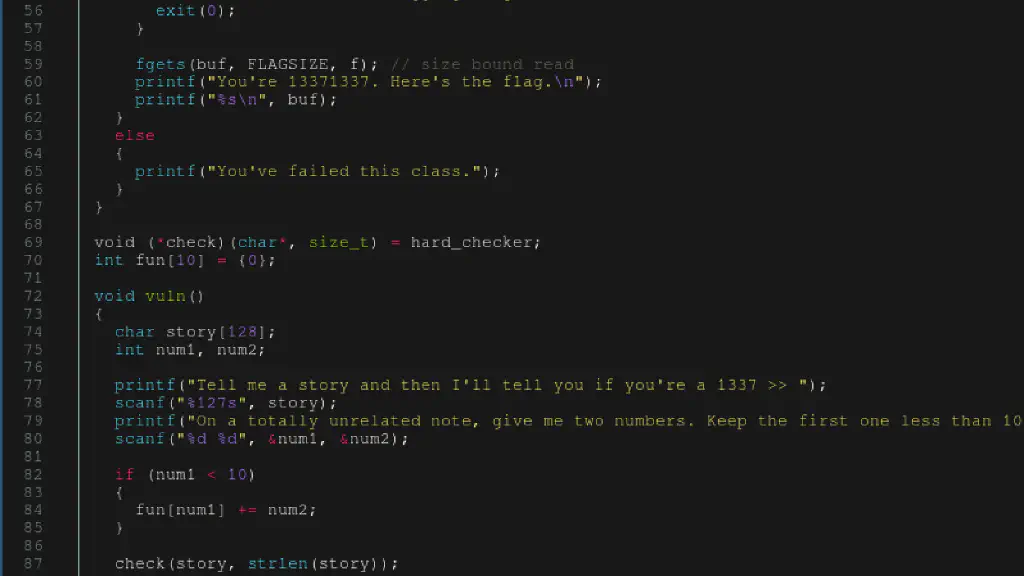 56 exit(0);
57 }
58
59 fgets(buf, FLAGSIZE, f); // size bound read
60 printf("You're 13371337. Here's the flag.\n");
61 printf("%s\n", buf);
62 }
63 else
64 {
65 printf("You've failed this class.");
66 }
67 }
68
69 void (*check)(char*, size_t) = hard_checker;
70 int fun[10] = {0};
71
72 void vuln()
73 {
74 char story[128];
75 int num1, num2;
76
77 printf("Tell me a story and then I'll tell you if you're a 1337 >> ");
78 scanf("%127s", story);
79 printf("On a totally unrelated note, give me two numbers. Keep the first one less than 10
80 scanf("%d %d", &num1, &num2);
81
82 if (num1 < 10)
83 {
84 fun[num1] += num2;
85 }
86
87 check(story, strlen(story));